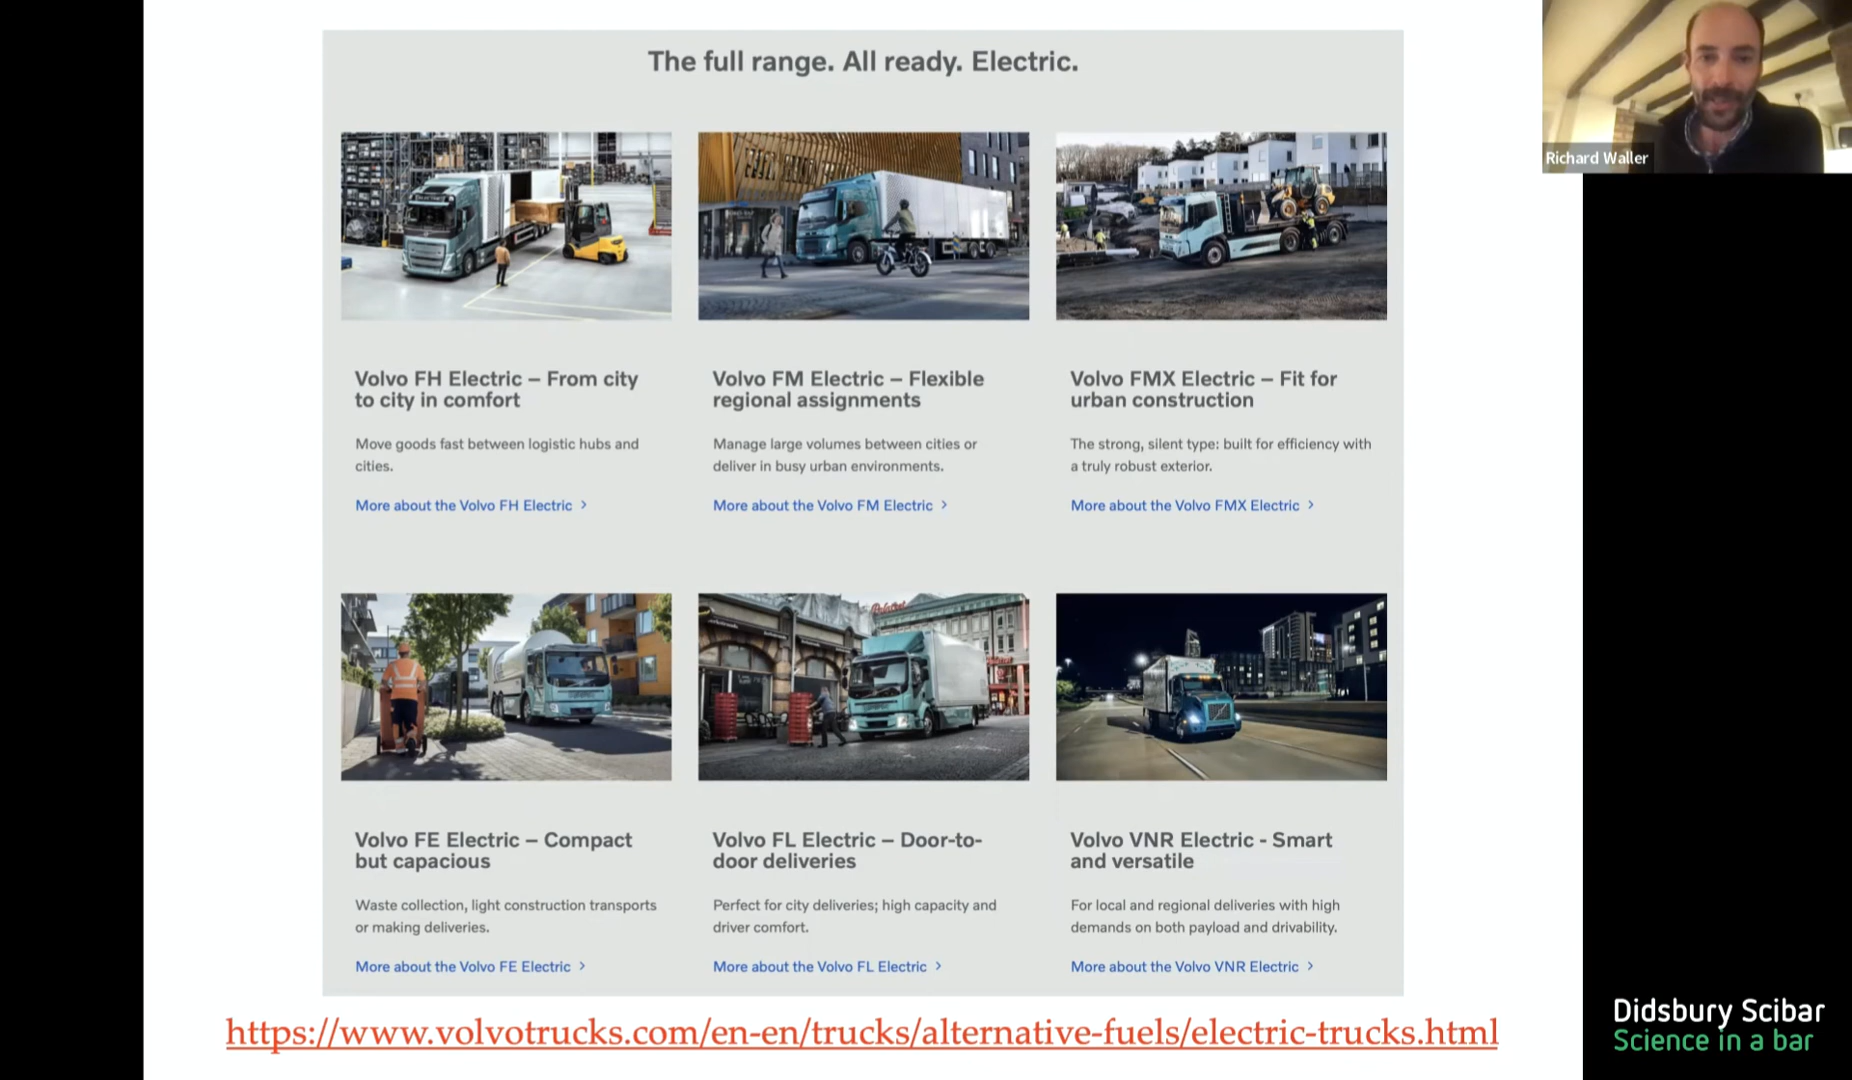 The full range. All ready. Electric.
Richard Waller
Volvo FH Electric – From city
to city in comfort
Move goods fast between logistic hubs and
cities.
More about the Volvo FH Electric >
Volvo FM Electric – Flexible
regional assignments
Manage large volumes between cities or
deliver in busy urban environments.
More about the Volvo FM Electric >
Volvo FMX Electric – Fit for
urban construction
The strong, silent type: built for efficiency with
a truly robust exterior.
More about the Volvo FMX Electric >
Volvo FE Electric – Compact
but capacious
Waste collection, light construction transports
or making deliveries.
More about the Volvo FE Electric >
Volvo FL Electric – Door-to-
door deliveries
Perfect for city deliveries; high capacity and
driver comfort.
More about the Volvo FL Electric >
Volvo VNR Electric - Smart
and versatile
For local and regional deliveries with high
demands on both payload and drivability.
More about the Volvo VNR Electric >
https://www.volvotrucks.com/en-en/trucks/alternative-fuels/electric-trucks.html
Didsbury Scibar
Science in a bar